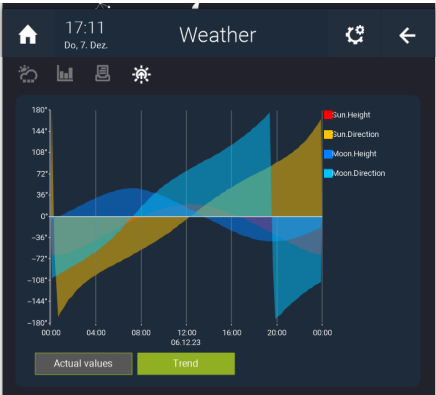 17:11
Do, 7. Dez.
Weather
180°
144°
108°
72°
36°
0°
-36°
-72°
-108°
-144°
-180°
Sun.Height
Sun.Direction
Moon.Height
Moon.Direction
00:00 04:00 08:00 12:00 16:00 20:00 00:00
06.12.23
Actual values Trend